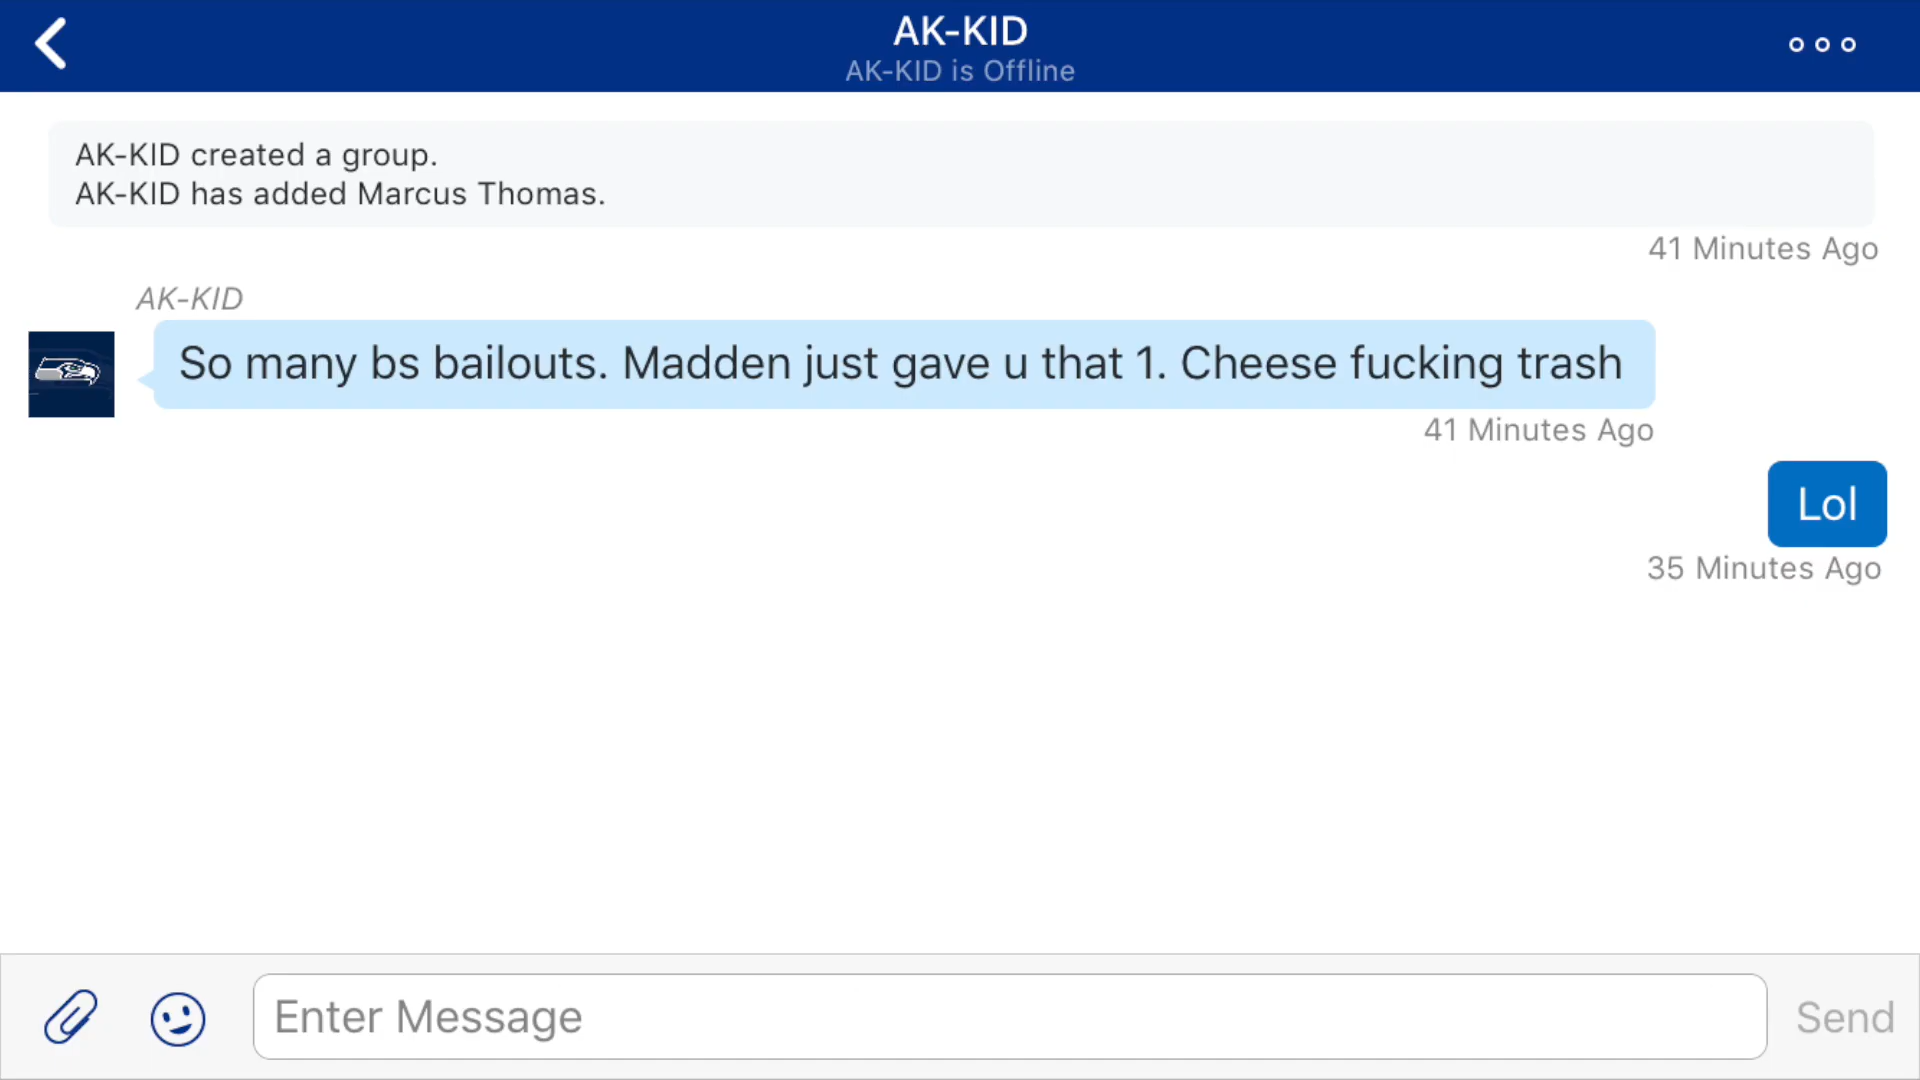 AK-KID
AK-KID is Offline
AK-KID created a group.
AK-KID has added Marcus Thomas.
41 Minutes Ago
AK-KID
So many bs bailouts. Madden just gave u that 1. Cheese fucking trash
41 Minutes Ago
Lol
35 Minutes Ago
Enter Message
Send